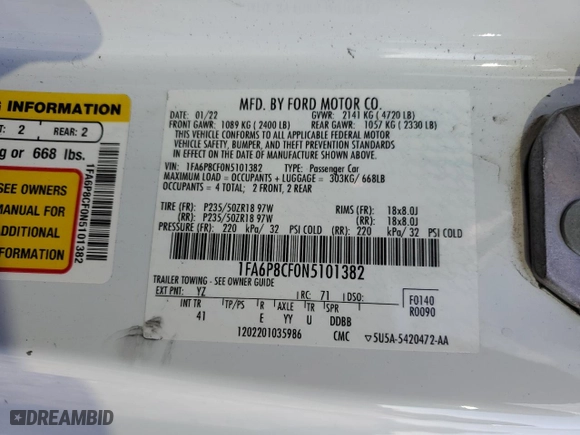 G INFORMATION
T: 2 REAR: 2
g or 668 lbs.
SEE OWNERS
MANUAL FOR
ADDITIONAL
INFORMATION
1FA6P8CF0N5101382
MFD. BY FORD MOTOR CO.
DATE: 01/22 GVWR: 2141 KG ( 4720 LB)
FRONT GAWR: 1089 KG ( 2400 LB) REAR GAWR: 1057 KG ( 2330 LB)
THIS VEHICLE CONFORMS TO ALL APPLICABLE FEDERAL MOTOR
VEHICLE SAFETY, BUMPER, AND THEFT PREVENTION STANDARDS
IN EFFECT ON THE DATE OF MANUFACTURE SHOWN ABOVE.
VIN: 1FA6P8CF0N5101382 TYPE: Passenger Car
MAXIMUM LOAD = OCCUPANTS + LUGGAGE = 303KG/ 668LB
OCCUPANTS = 4 TOTAL; 2 FRONT, 2 REAR
TIRE (FR): P235/50ZR18 97W RIMS (FR): 18x8.0J
(RR): P235/50ZR18 97W (RR): 18x8.0J
PRESSURE (FR): 220 kPa/ 32 PSI COLD (RR): 220 kPa/ 32 PSI COLD
1FA6P8CF0N5101382
TRAILER TOWING - SEE OWNER GUIDE
EXT PNT: YZ RC: 71 DSO: F0140
INT TR TP/PS R AXLE TR SPR R0090
41 E YY U DDBB
1202201035986 CMC 5U5A-5420472-AA
DREAMBID